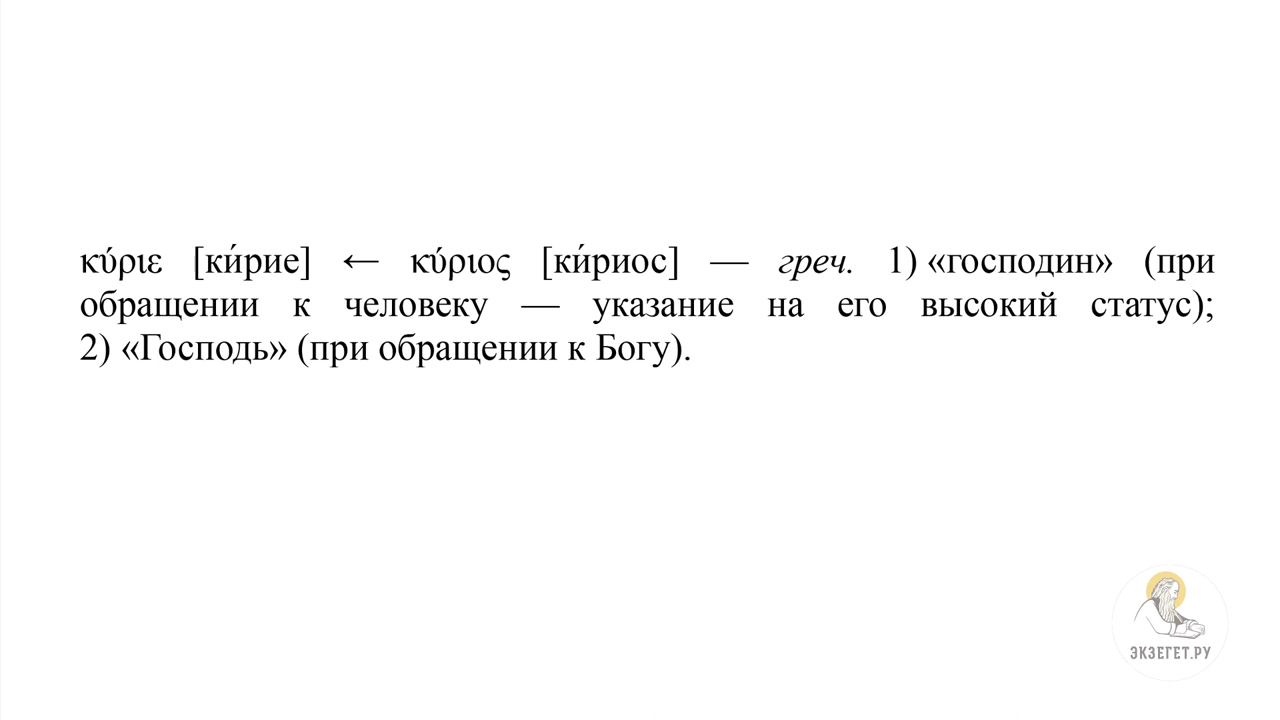 κύριε [ки́рие] ← κύριος [ки́риос] — греч. 1) «господин» (при
обращении к человеку — указание на его высокий статус);
2) «Господь» (при обращении к Богу).
ЭКЗЕГЕТ.РУ